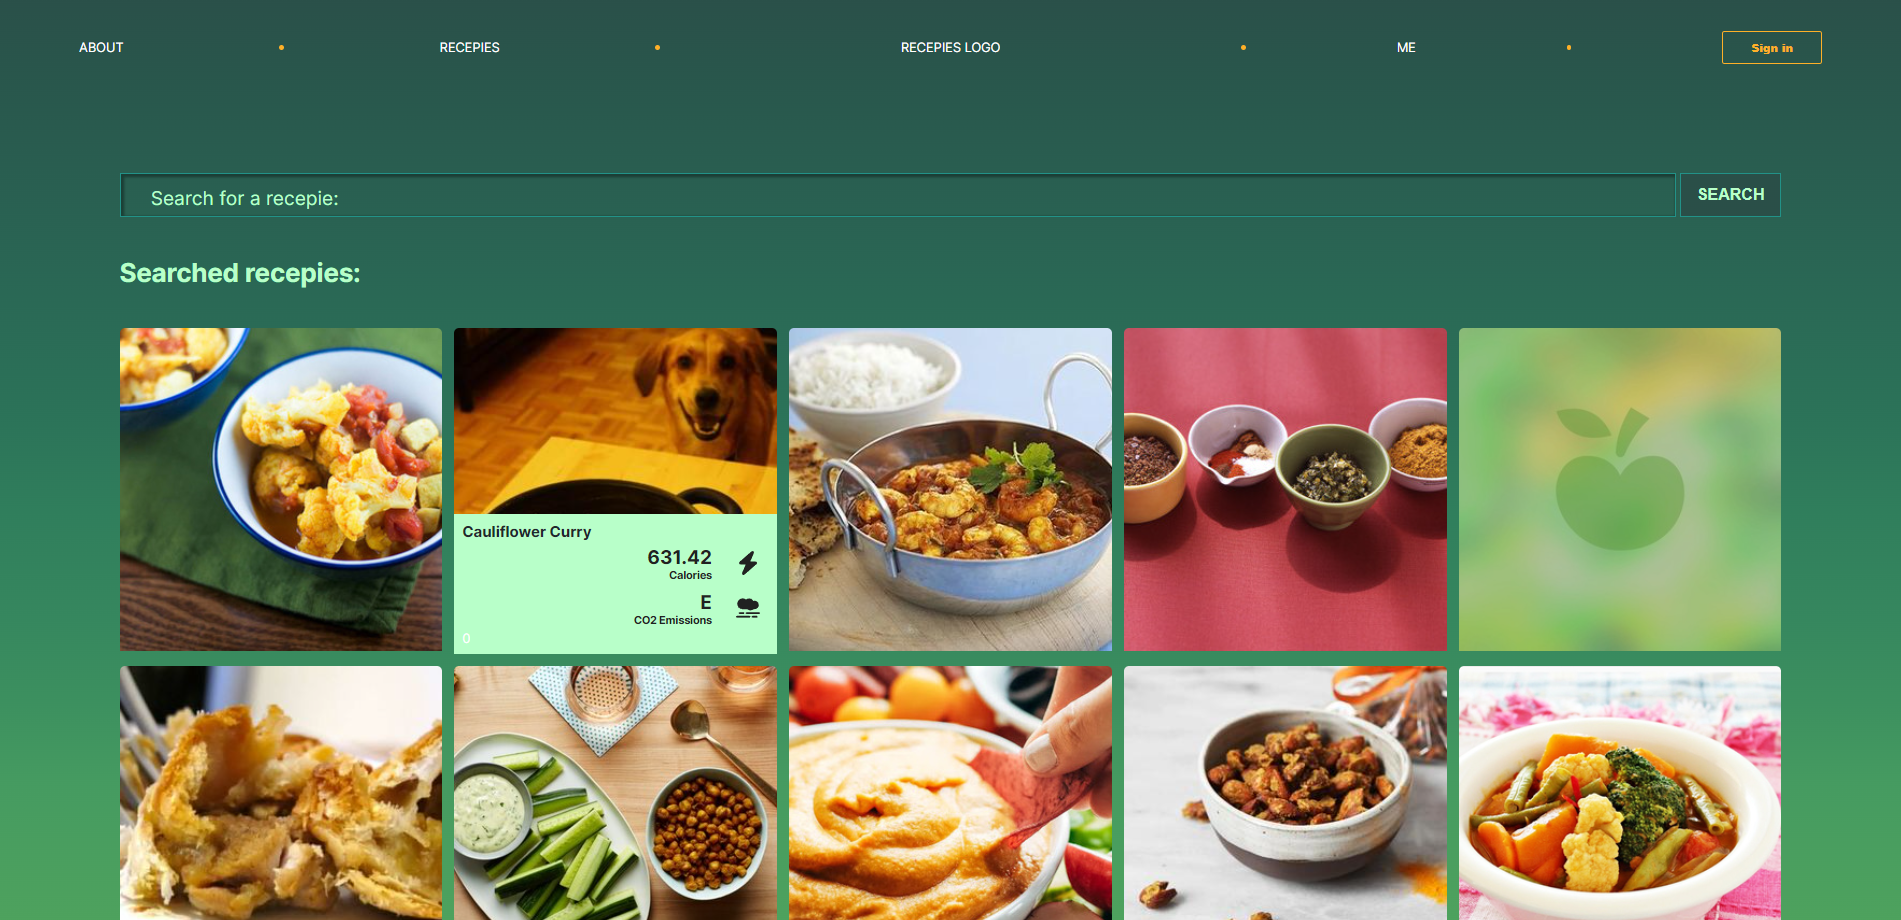 ABOUT
RECEPIES
RECEPIES LOGO
ME
Sign in
Search for a recepie:
SEARCH
Searched recepies:
Cauliflower Curry
631.42
Calories
E
CO2 Emissions
0